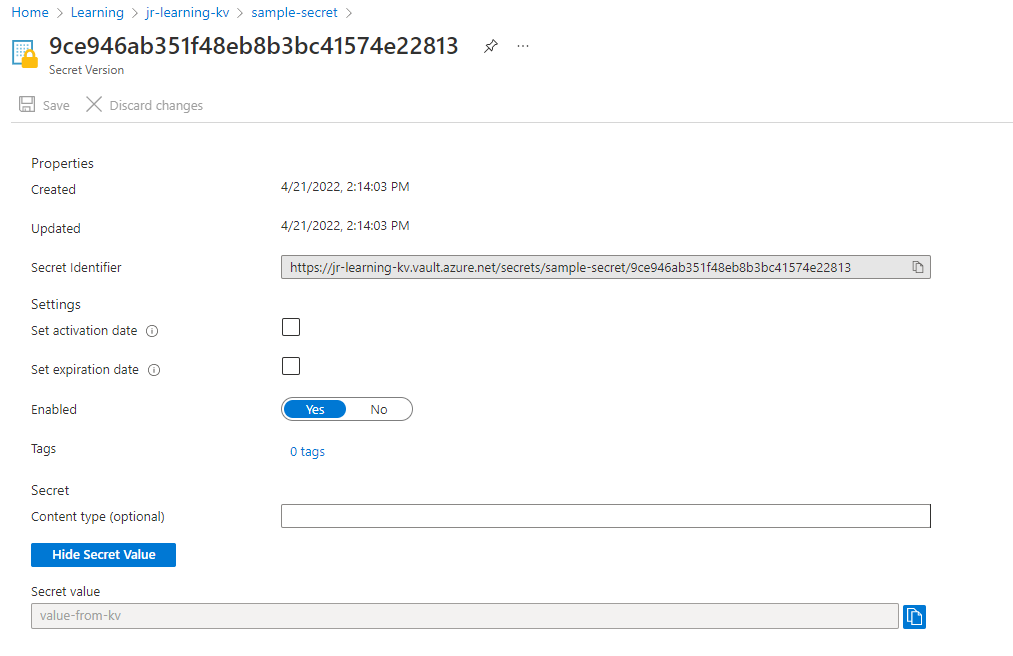 Home > Learning > jr-learning-kv > sample-secret >
9ce946ab351f48eb8b3bc41574e22813 ...
Secret Version
Save Discard changes
Properties
Created 4/21/2022, 2:14:03 PM
Updated 4/21/2022, 2:14:03 PM
Secret Identifier https://jr-learning-kv.vault.azure.net/secrets/sample-secret/9ce946ab351f48eb8b3bc41574e22813
Settings
Set activation date
Set expiration date
Enabled Yes No
Tags 0 tags
Secret
Content type (optional)
Hide Secret Value
Secret value
value-from-kv